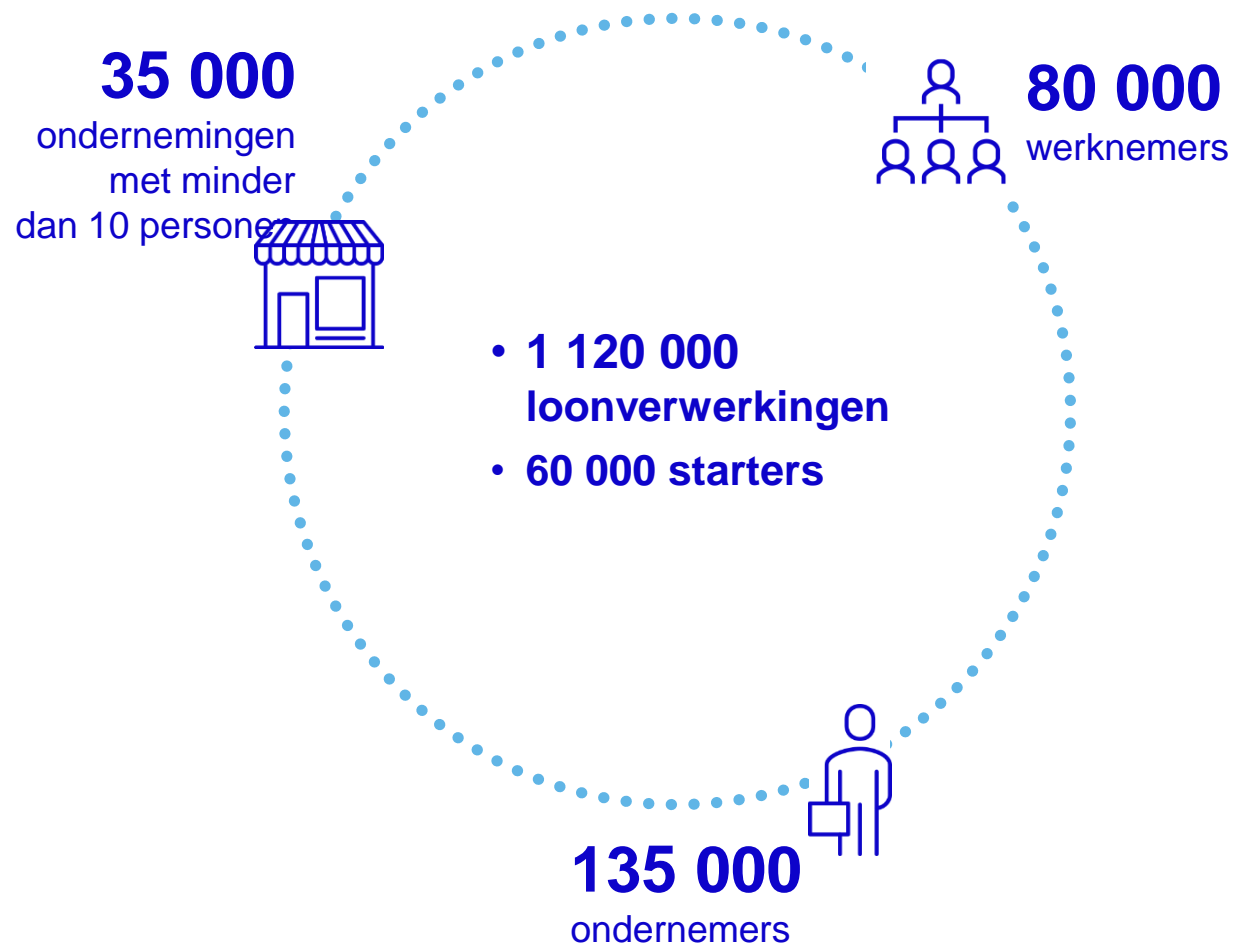 35 000
ondernemingen
met minder
dan 10 personen
80 000
werknemers
• 1 120 000
loonverwerkingen
• 60 000 starters
135 000
ondernemers